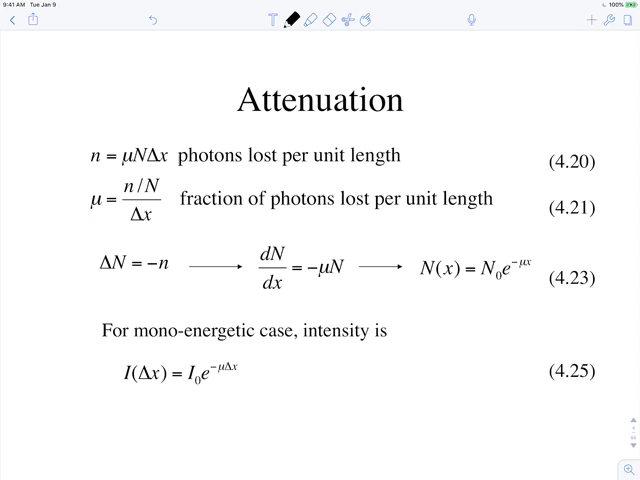 9:41 AM Tue Jan 9 100%
T
Attenuation
n = μNΔx photons lost per unit length (4.20)
μ = (n / N) / Δx fraction of photons lost per unit length (4.21)
ΔN = −n ⟶ dN/dx = −μN ⟶ N(x) = N₀e^(−μx) (4.23)
For mono-energetic case, intensity is
I(Δx) = I₀e^(−μΔx) (4.25)